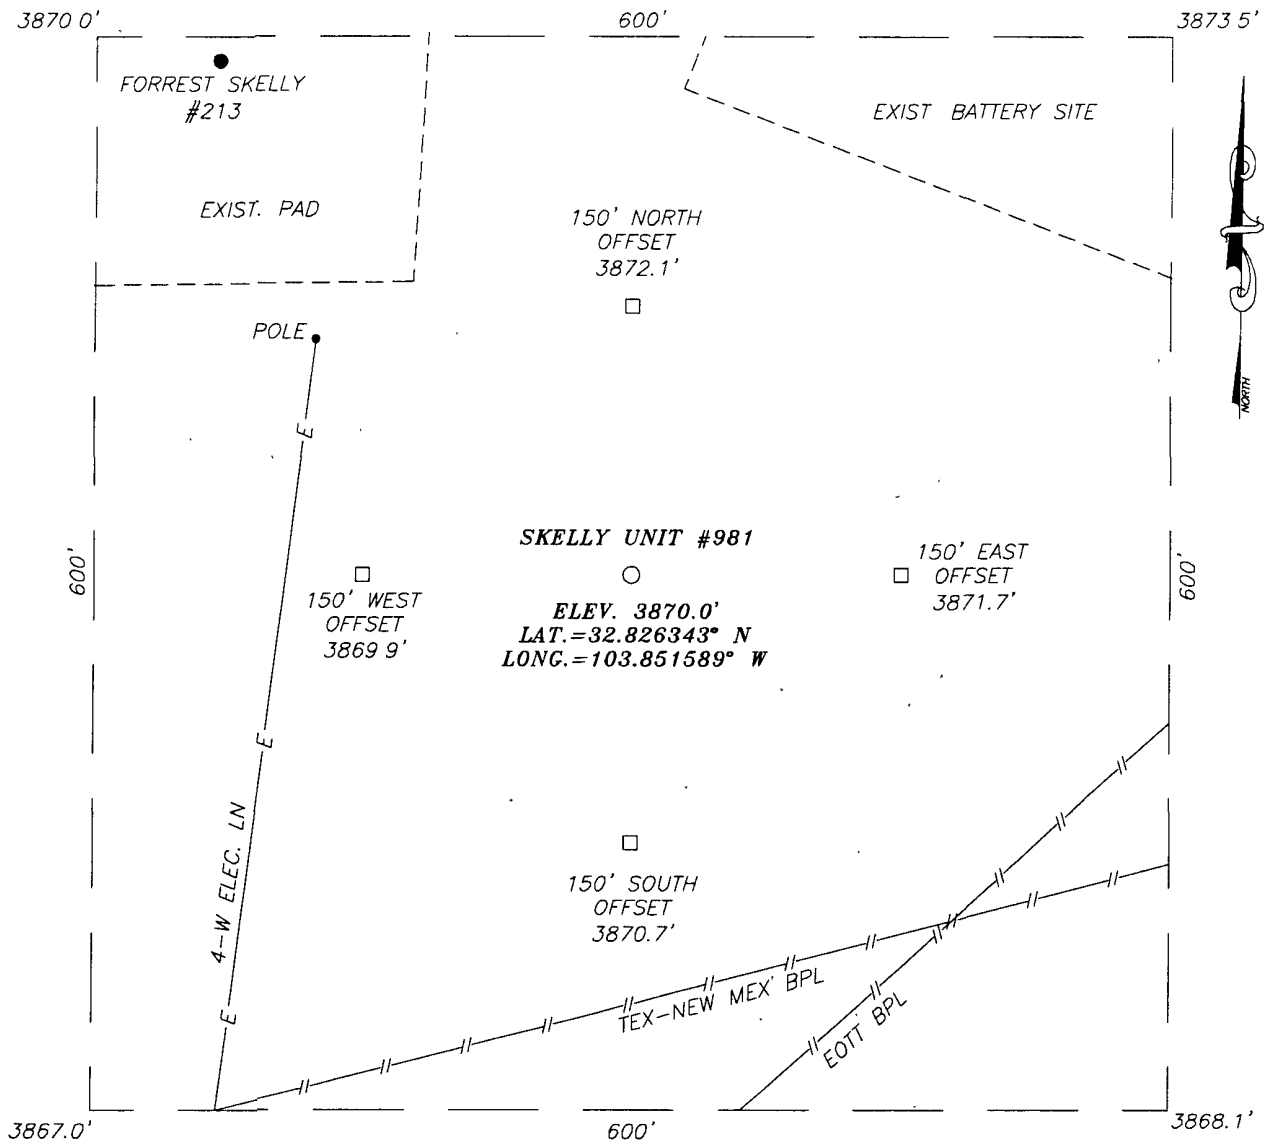 3870 0'
600'
3873 5'
FORREST SKELLY
#213
EXIST BATTERY SITE
EXIST. PAD
150' NORTH
OFFSET
3872.1'
POLE
E
NORTH
SKELLY UNIT #981
600'
150' WEST
OFFSET
3869 9'
ELEV. 3870.0'
LAT.=32.826343° N
LONG.=103.851589° W
150' EAST
OFFSET
3871.7'
600'
E
4-W ELEC. LN
150' SOUTH
OFFSET
3870.7'
E
TEX-NEW MEX' BPL
EOTT BPL
3867.0'
600'
3868.1'